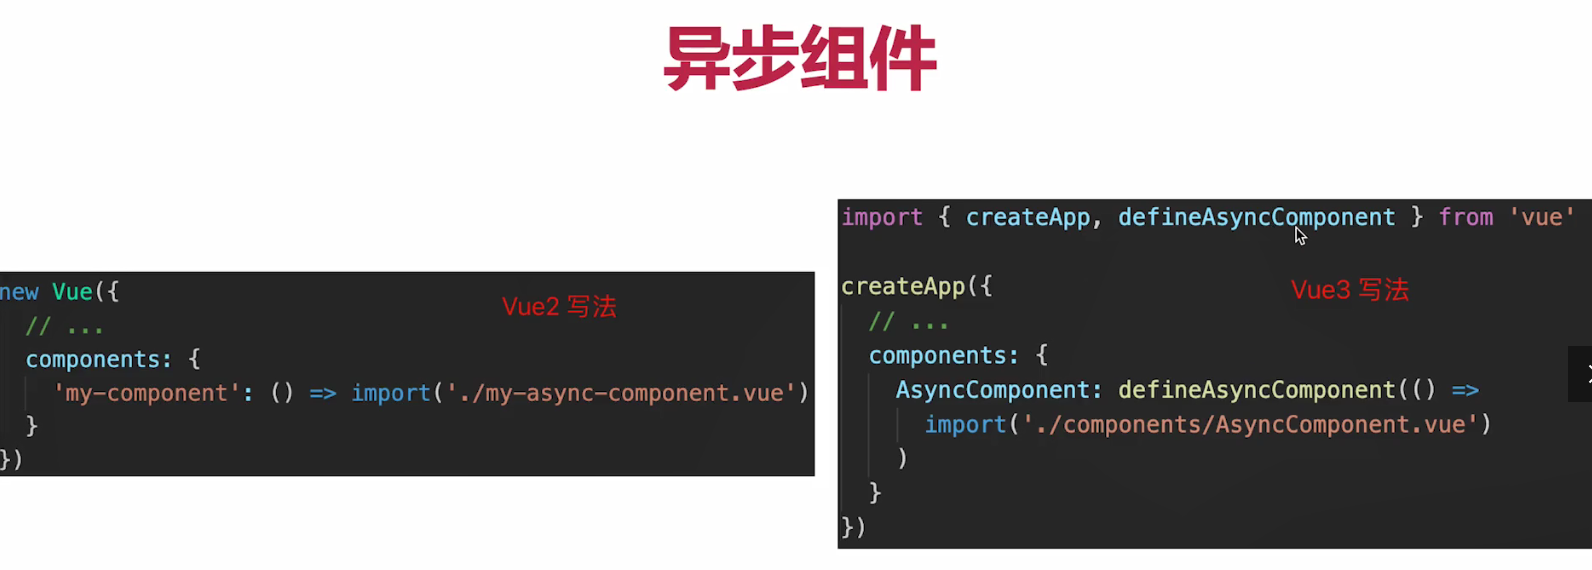 异步组件
new Vue({
// ...
components: {
'my-component': () => import('./my-async-component.vue')
}
})
Vue2 写法
import { createApp, defineAsyncComponent } from 'vue'
createApp({
// ...
components: {
AsyncComponent: defineAsyncComponent(() =>
import('./components/AsyncComponent.vue')
)
}
})
Vue3 写法